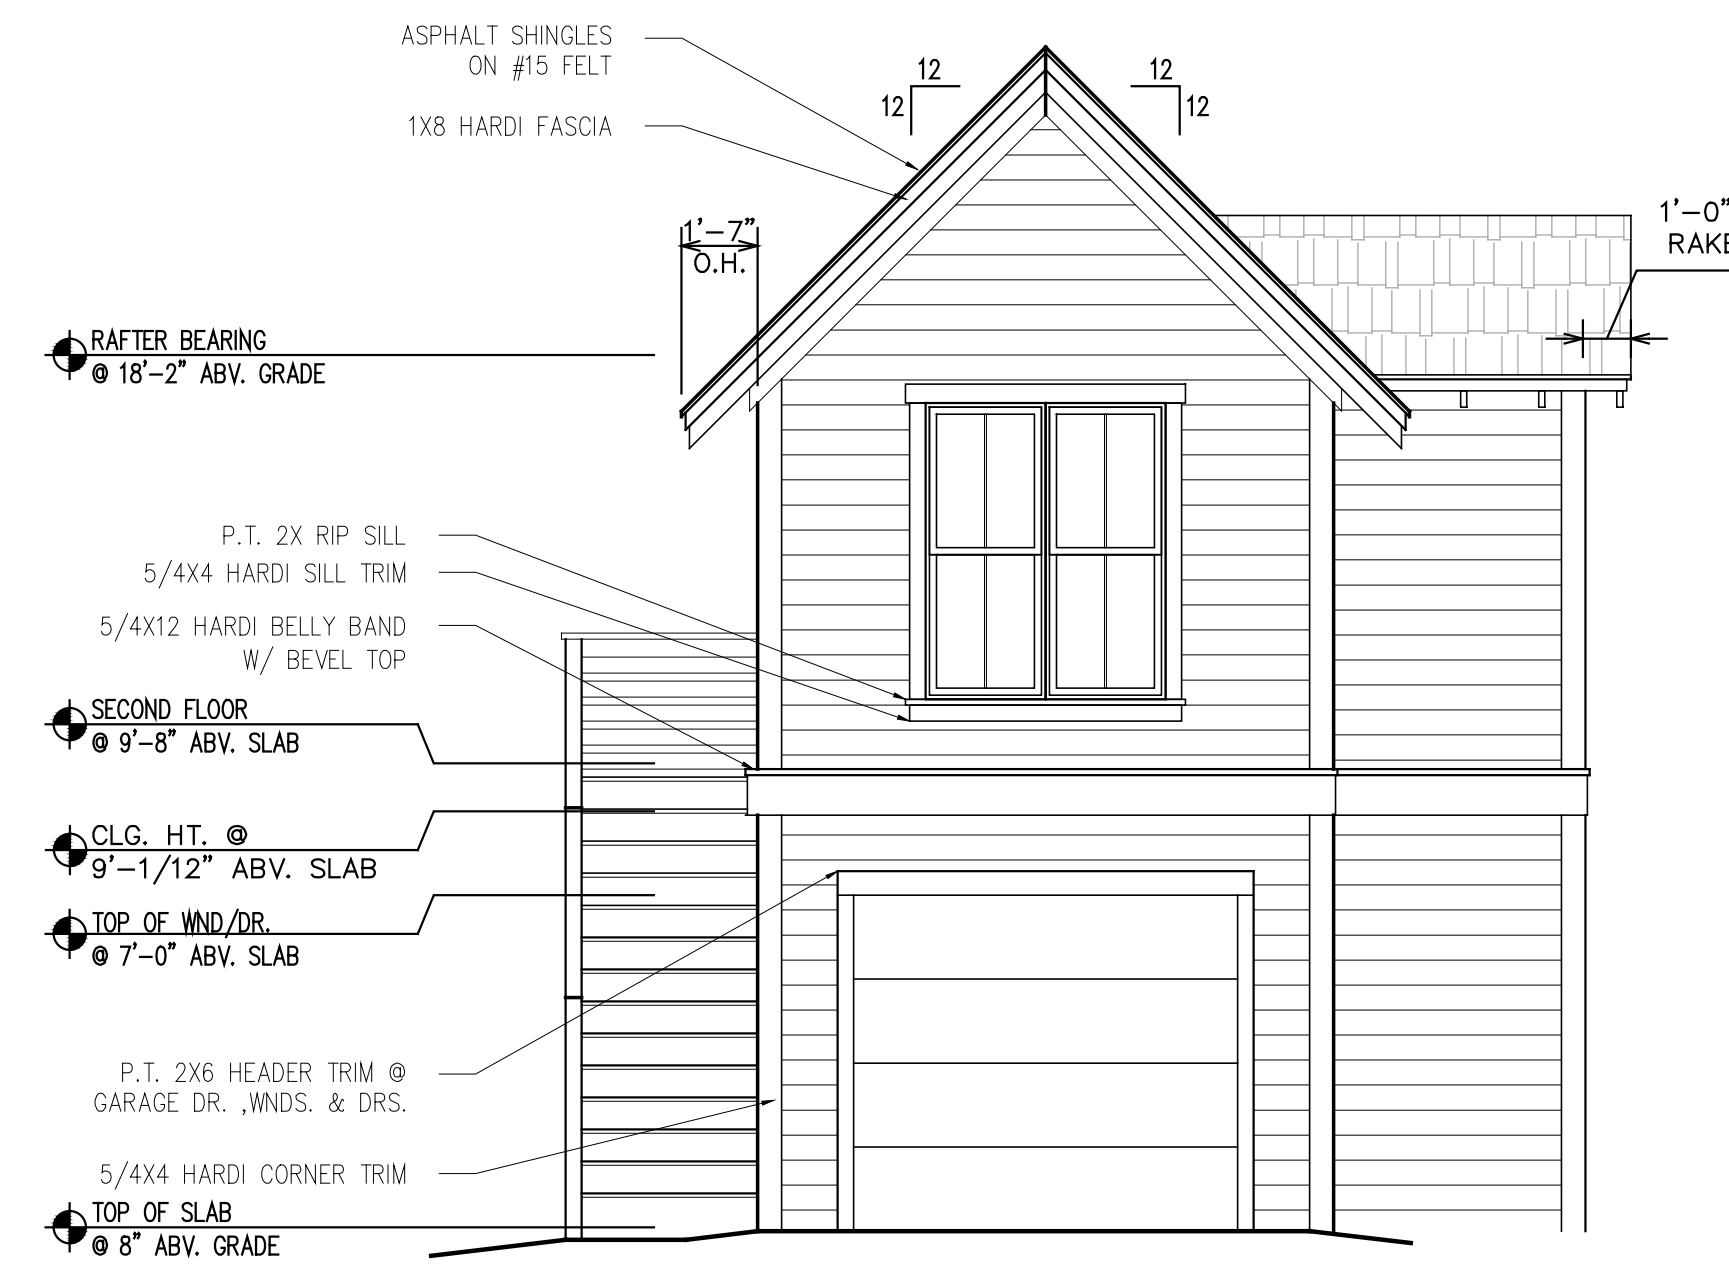 ASPHALT SHINGLES
ON #15 FELT
1X8 HARDI FASCIA
12
12
12
12
1'-7"
O.H.
1'-0"
RAKE
RAFTER BEARING
@ 18'-2" ABV. GRADE
P.T. 2X RIP SILL
5/4X4 HARDI SILL TRIM
5/4X12 HARDI BELLY BAND
W/ BEVEL TOP
SECOND FLOOR
@ 9'-8" ABV. SLAB
CLG. HT. @
9'-1/12" ABV. SLAB
TOP OF WND/DR.
@ 7'-0" ABV. SLAB
P.T. 2X6 HEADER TRIM @
GARAGE DR. ,WNDS. & DRS.
5/4X4 HARDI CORNER TRIM
TOP OF SLAB
@ 8" ABV. GRADE